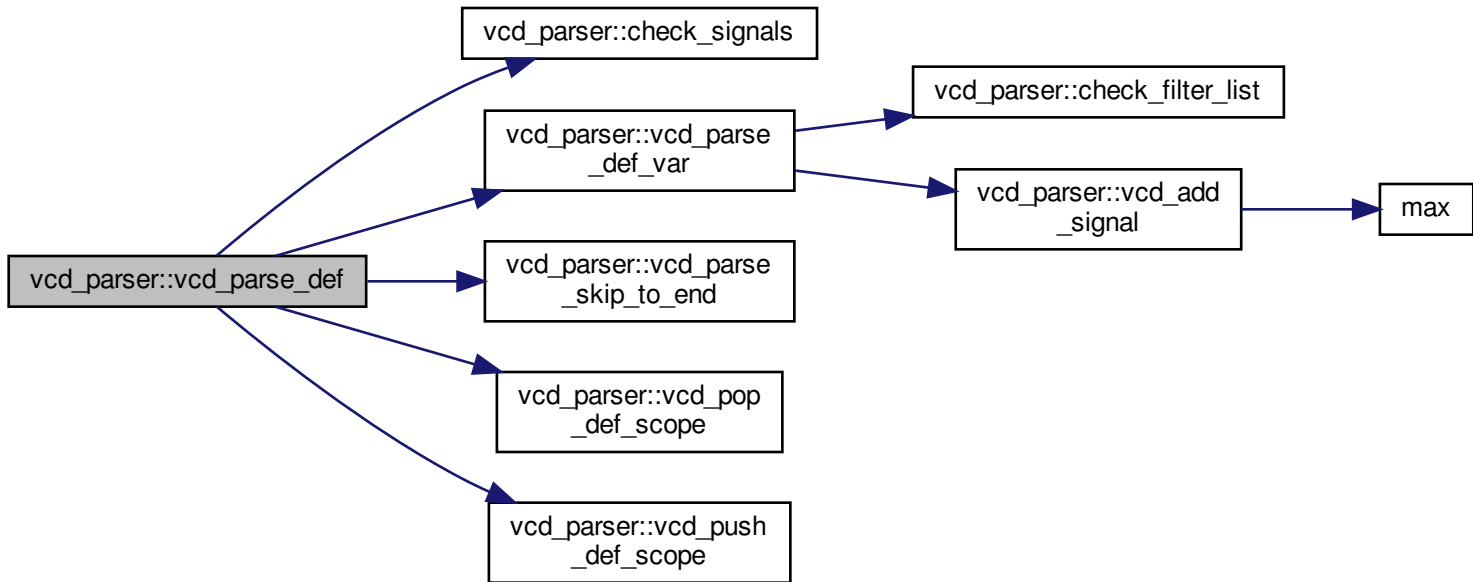 vcd_parser::check_signals
vcd_parser::check_filter_list
vcd_parser::vcd_parse
_def_var
vcd_parser::vcd_add
_signal
max
vcd_parser::vcd_parse_def
vcd_parser::vcd_parse
_skip_to_end
vcd_parser::vcd_pop
_def_scope
vcd_parser::vcd_push
_def_scope